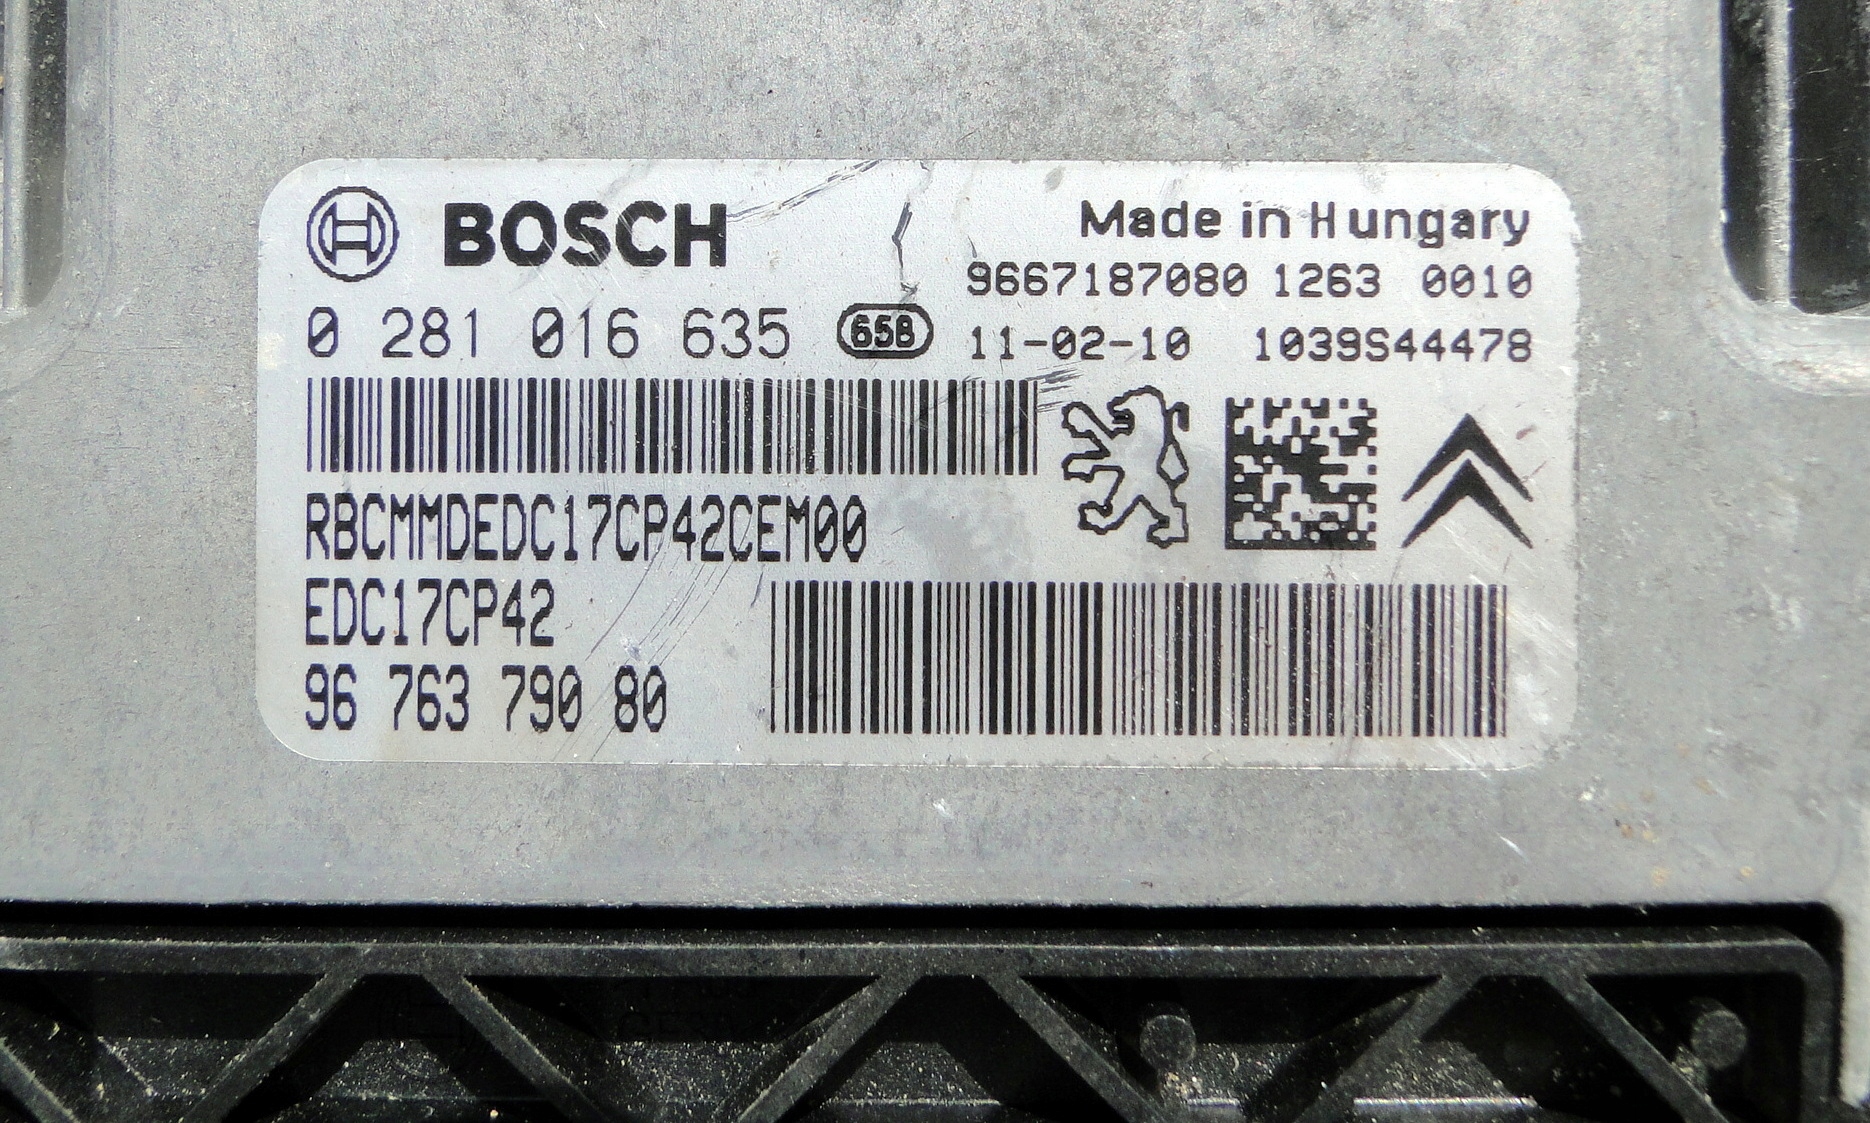 BOSCH
Made in Hungary
9667187080 1263 0010
0 281 016 635 658
11-02-10 1039S44478
RBCMMDEDC17CP42CEM00
EDC17CP42
96 763 790 80